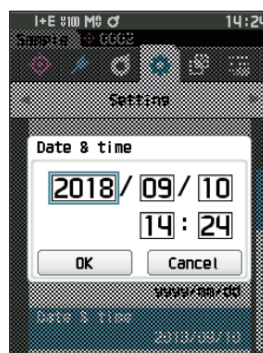 I+E M0 14:24
Sample 0002
Setting
Date & time
2018/ 09/ 10
14 : 24
OK Cancel
yyyy/mm/dd
Date & time
2018/09/10